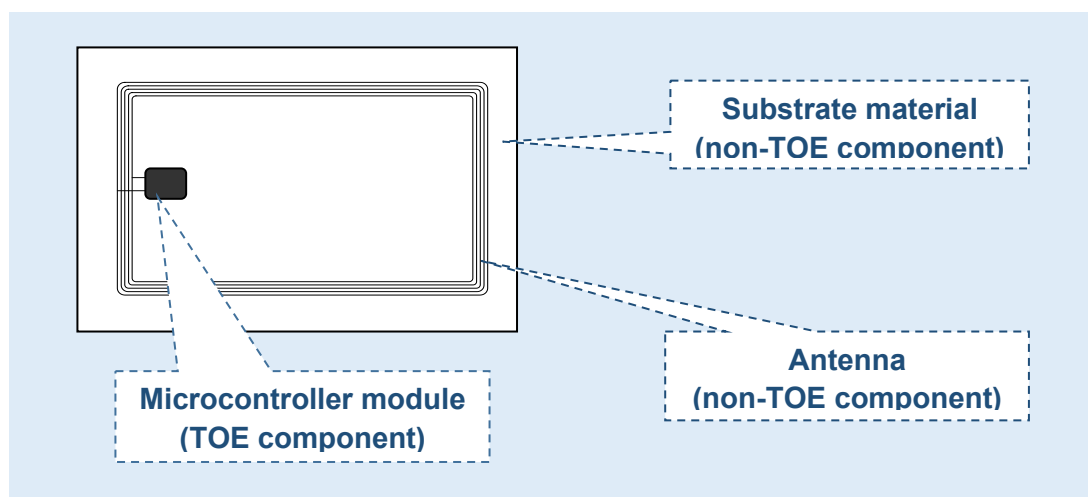 Substrate material
(non-TOE component)
Antenna
(non-TOE component)
Microcontroller module
(TOE component)